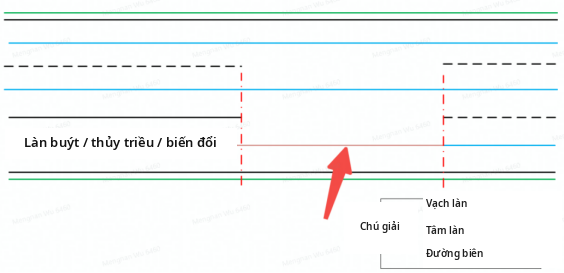 Làn buýt / thủy triều / biến đổi
Vạch làn
Chú giải
Tâm làn
Đường biên